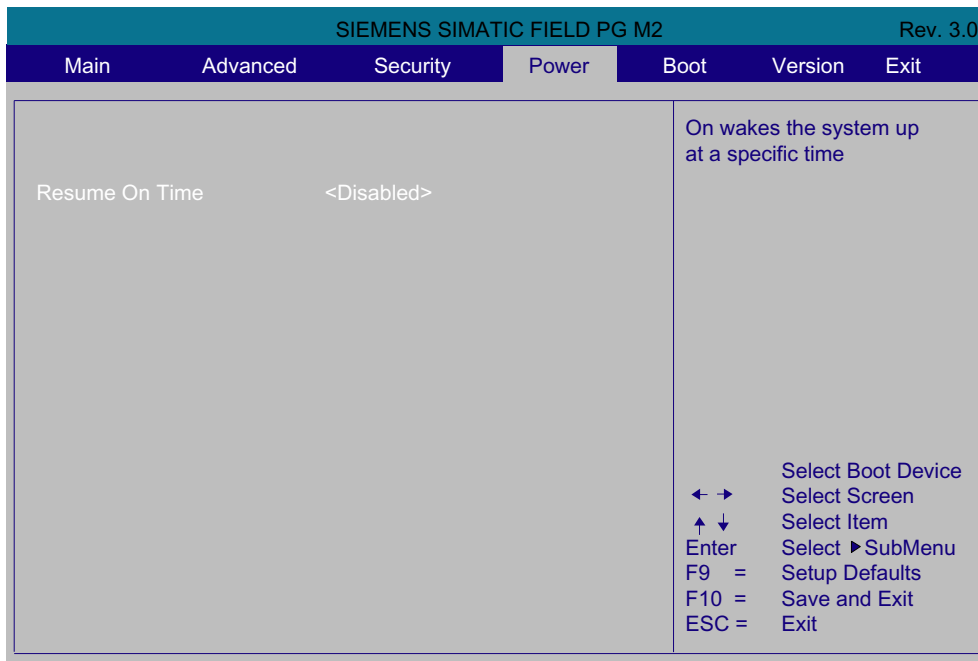 SIEMENS SIMATIC FIELD PG M2 Rev. 3.0
Main Advanced Security Power Boot Version Exit
Resume On Time <Disabled>
On wakes the system up
at a specific time
Select Boot Device
← → Select Screen
↑ ↓ Select Item
Enter Select ▶SubMenu
F9 = Setup Defaults
F10 = Save and Exit
ESC = Exit